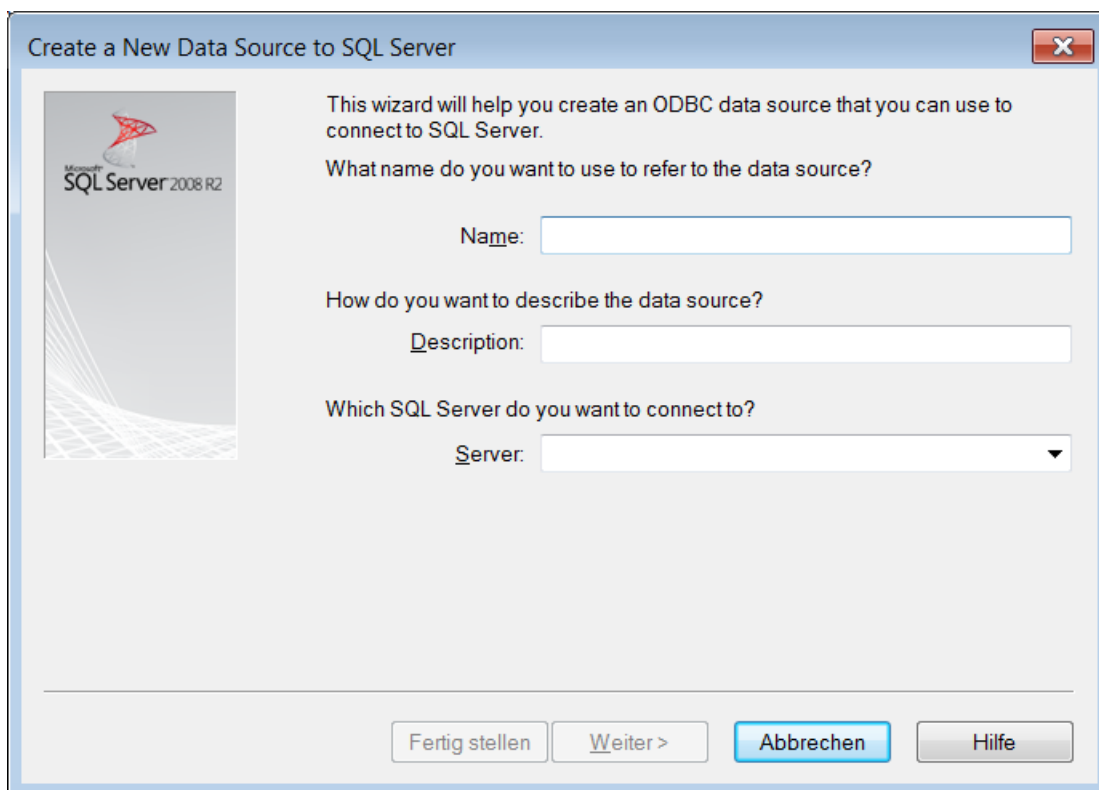 Create a New Data Source to SQL Server
Microsoft
SQL Server 2008 R2
This wizard will help you create an ODBC data source that you can use to
connect to SQL Server.
What name do you want to use to refer to the data source?
Name:
How do you want to describe the data source?
Description:
Which SQL Server do you want to connect to?
Server:
Fertig stellen
Weiter >
Abbrechen
Hilfe